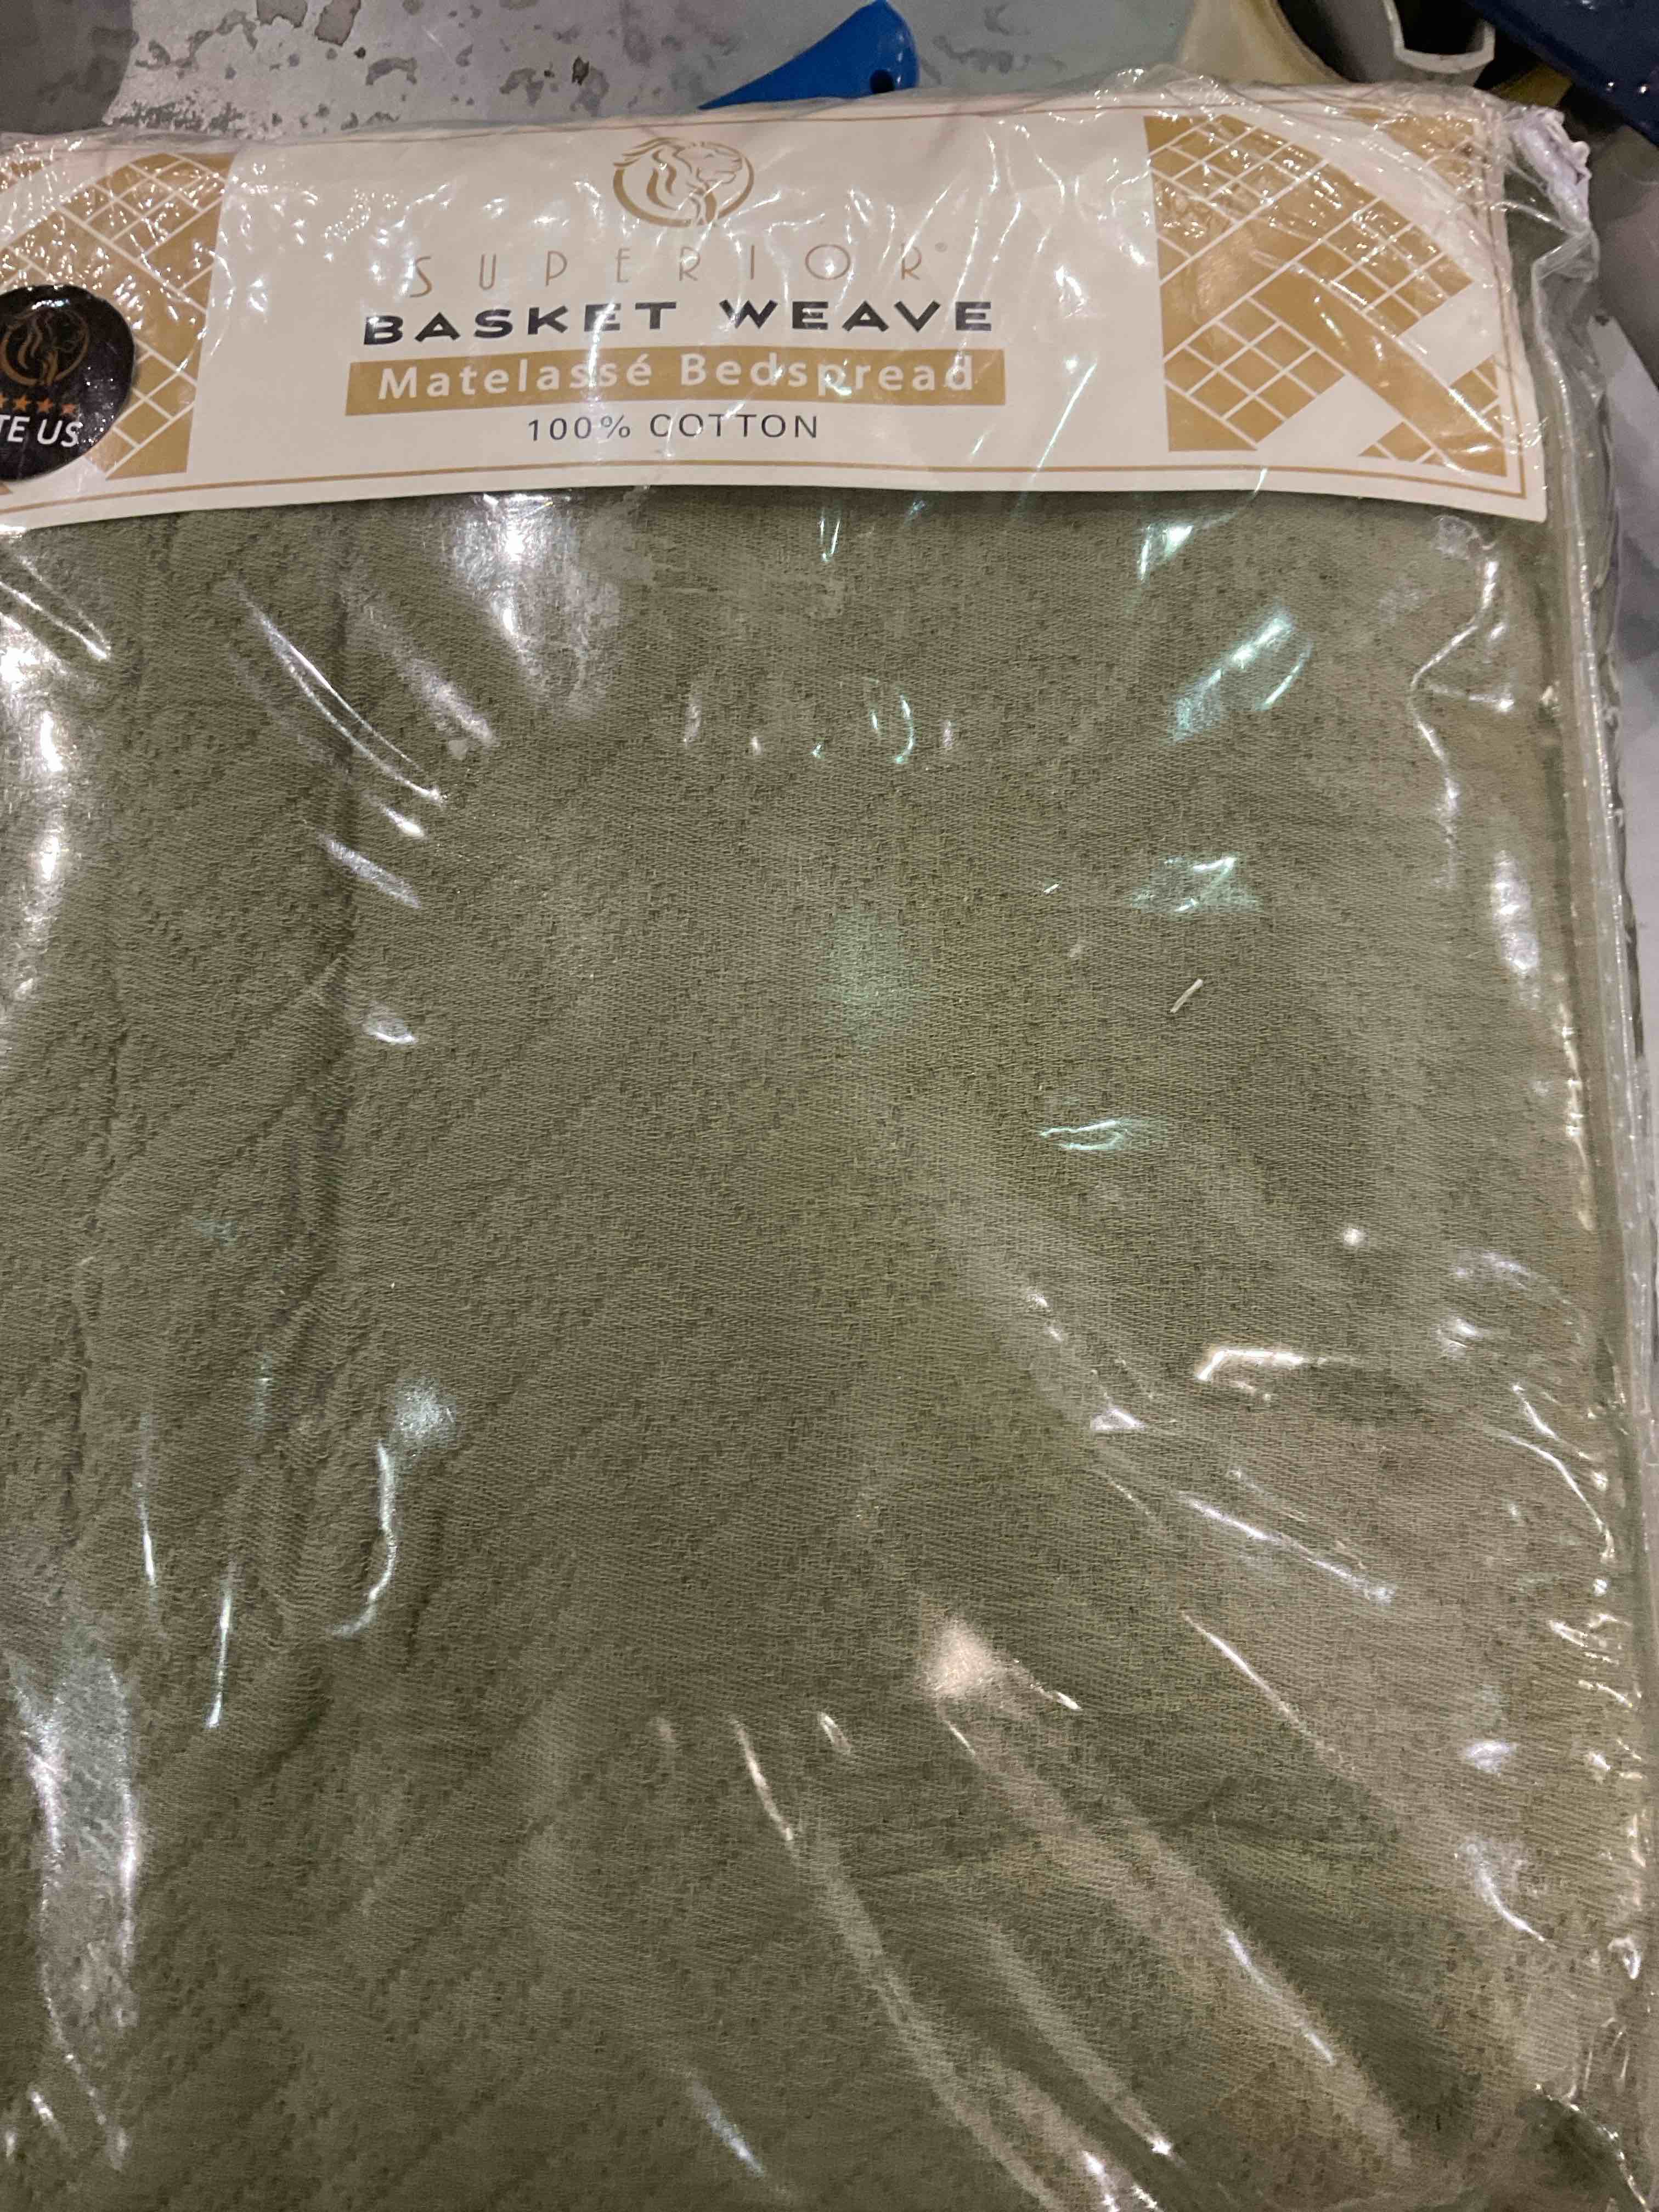 SUPERIOR®
BASKET WEAVE
Matelassé Bedspread
100% COTTON
TE US